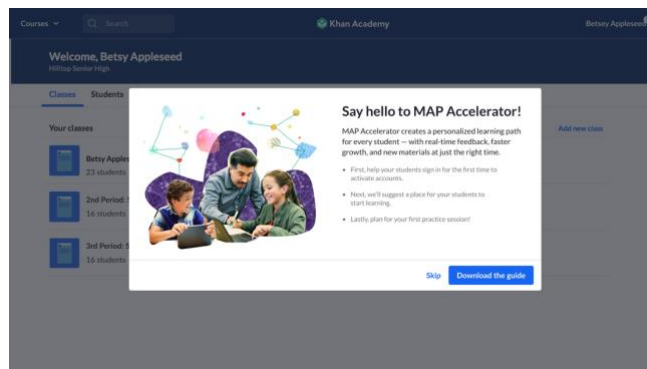 Courses
Search
Khan Academy
Betsey Appleseed
Welcome, Betsy Appleseed
Hilltop Senior High
Classes Students
Your classes
Add new class
Betsy Apples
23 students
2nd Period: S
16 students
3rd Period: S
16 students
Say hello to MAP Accelerator!
MAP Accelerator creates a personalized learning path
for every student — with real-time feedback, faster
growth, and new materials at just the right time.
• First, help your students sign in for the first time to
activate accounts.
• Next, we'll suggest a place for your students to
start learning.
• Lastly, plan for your first practice session!
Skip Download the guide